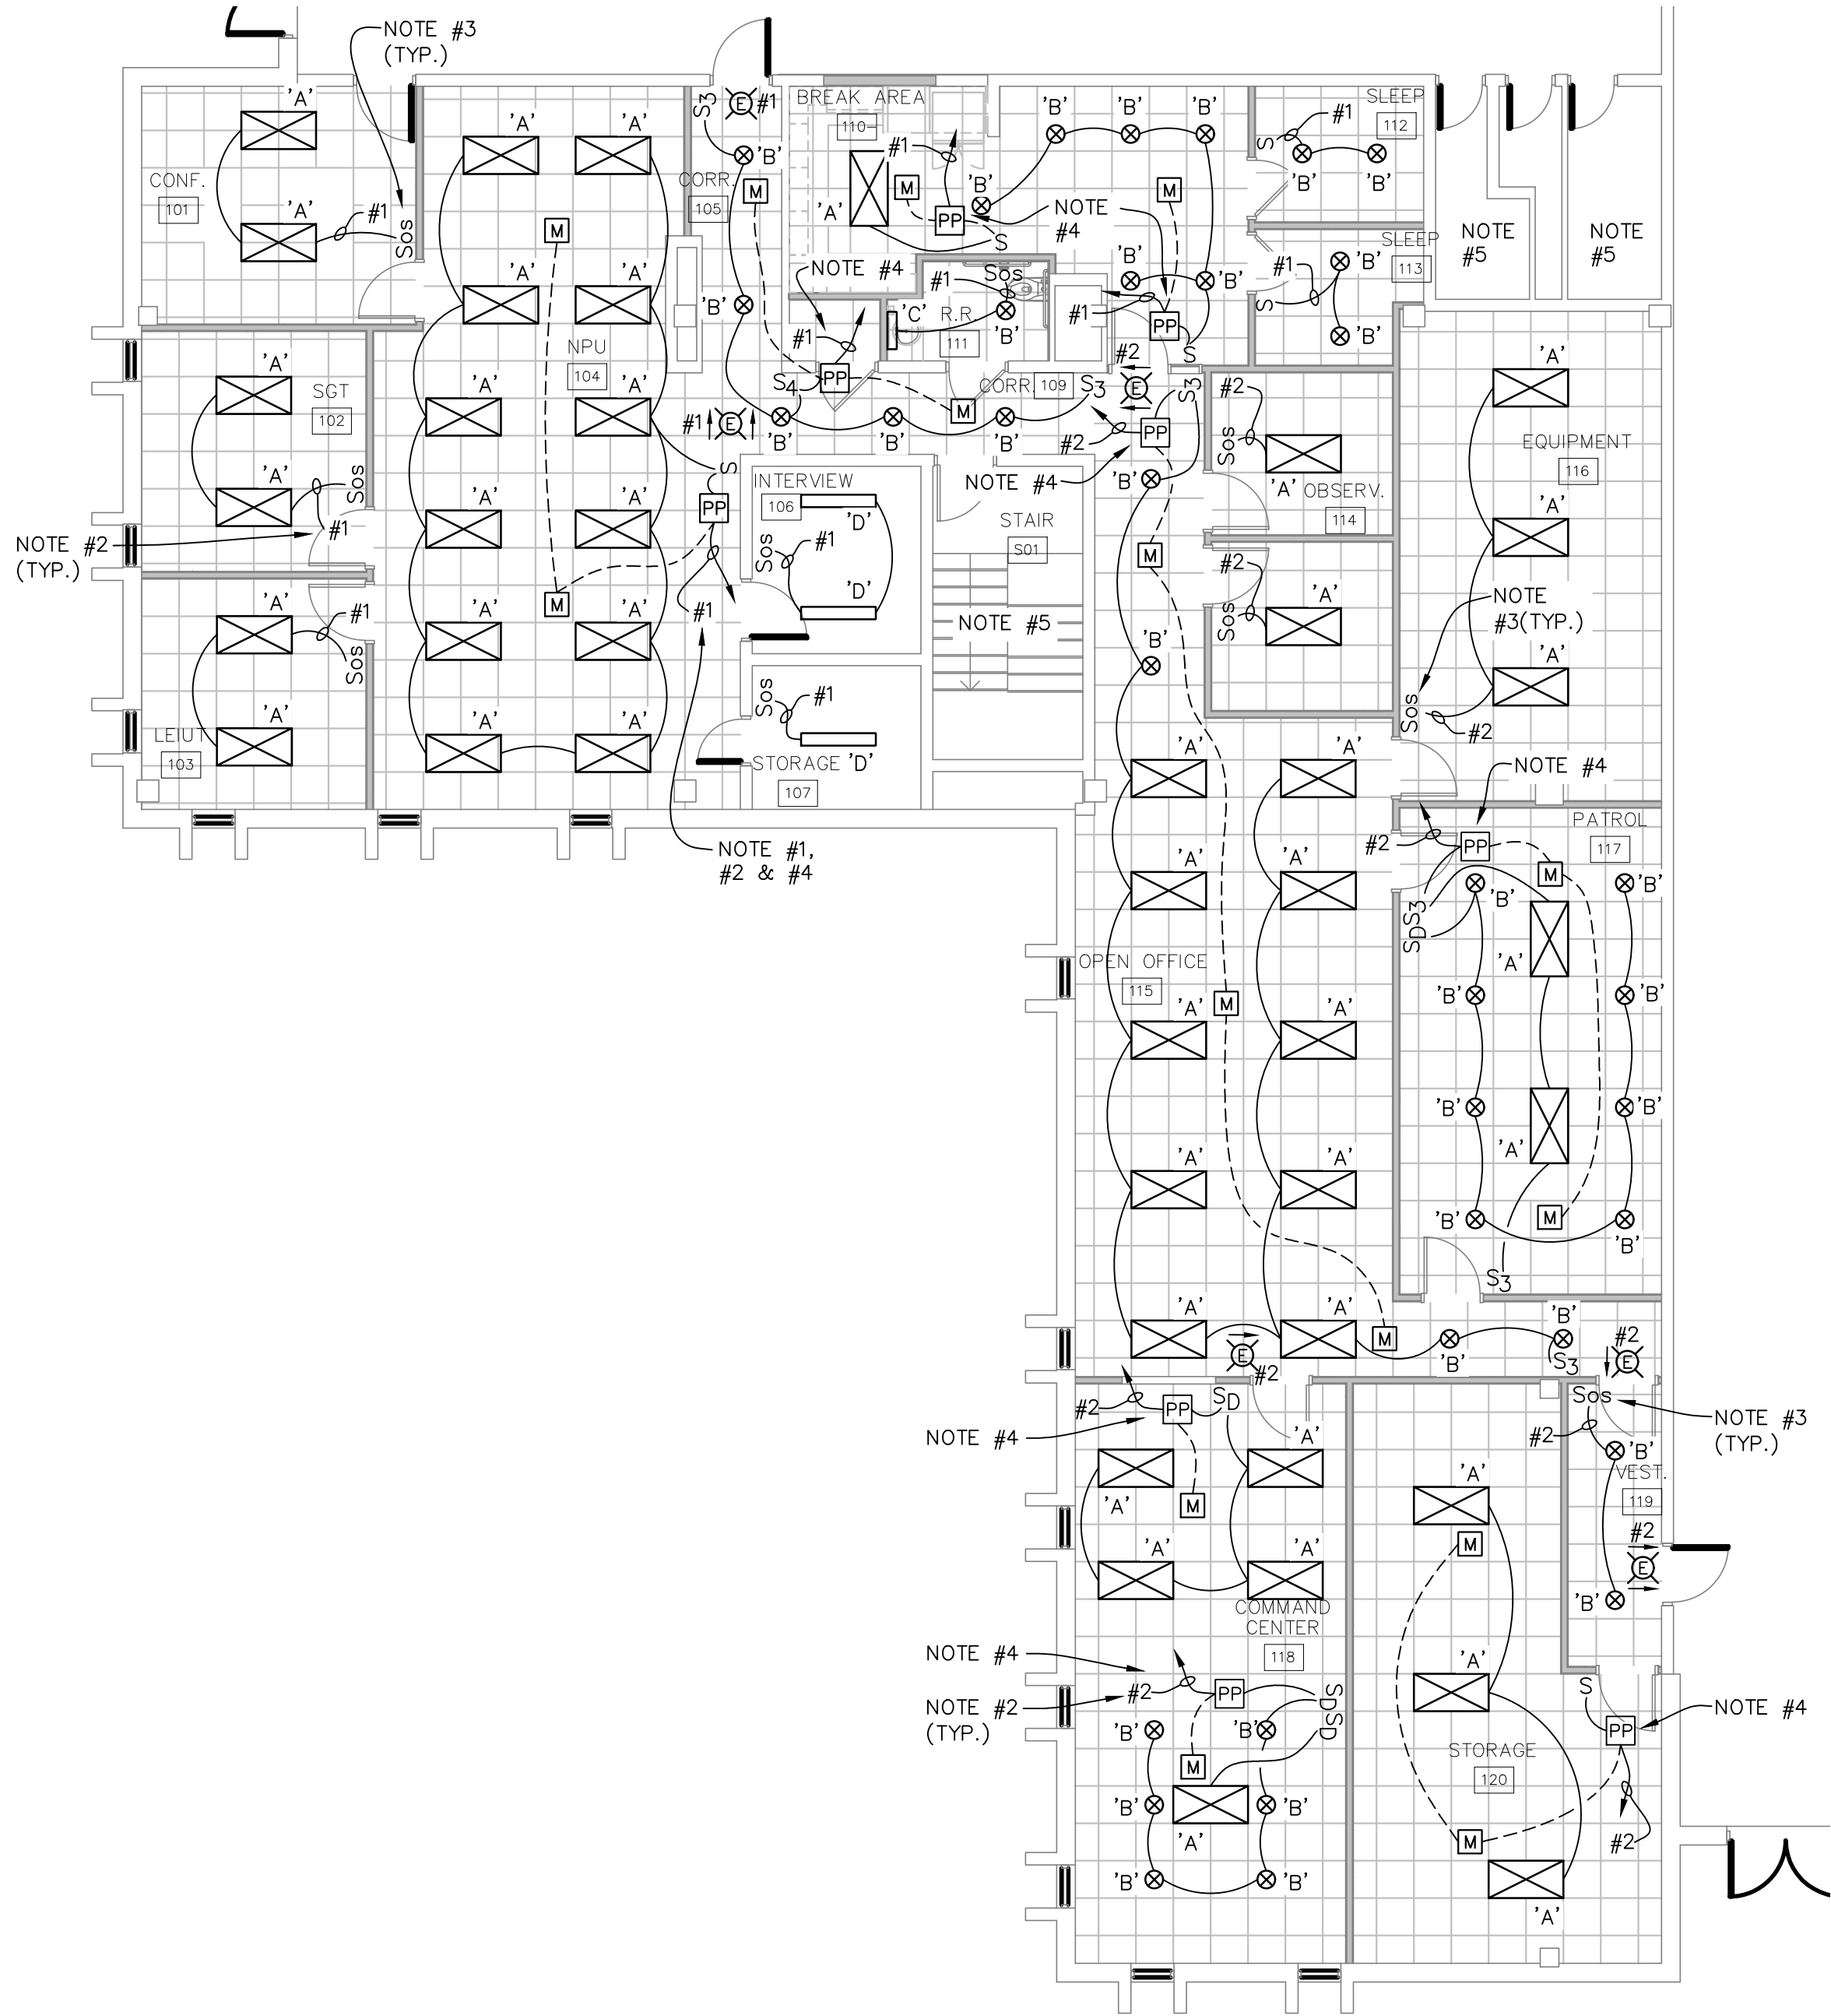 NOTE #3
(TYP.)
'A'
'A'
CONF.
101
#1
Sos
'A'
'A'
'A'
'A'
NPU
104
M
'A'
'A'
'A'
'A'
'A'
'A'
'A'
'A'
M
S
PP
#1
NOTE #1,
#2 & #4
'A'
SGT
102
'A'
Sos
#1
NOTE #2
(TYP.)
'A'
#1
Sos
'A'
LEIUT
103
S3
E
#1
'B'
CORR.
105
M
'B'
#1
E
BREAK AREA
110
#1
M
'A'
PP
S
'B'
'B'
'B'
'B'
NOTE
#4
M
'B'
'B'
#1
PP
S
NOTE #4
#1
PP
S4
'B'
'B'
'B'
M
CORR.
109
S3
Sos
#1
'C'
R.R.
111
'B'
SLEEP
112
#1
S
'B'
'B'
SLEEP
113
#1
S
'B'
'B'
NOTE
#5
NOTE
#5
#2
E
S3
#2
PP
NOTE #4
'B'
M
'B'
INTERVIEW
106
'D'
Sos
#1
'D'
STAIR
S01
NOTE #5
Sos
#1
STORAGE
'D'
107
#2
Sos
'A'
OBSERV.
114
#2
Sos
'A'
'A'
EQUIPMENT
116
'A'
NOTE
#3(TYP.)
'A'
Sos
#2
'A'
'A'
'A'
'A'
OPEN OFFICE
115
'A'
M
'A'
'A'
'A'
'A'
'A'
M
'B'
'B'
S3
E
#2
#2
E
NOTE #4
PATROL
117
#2
PP
M
'B'
'B'
SDS3
'A'
'B'
'B'
'B'
'B'
'A'
'B'
M
'B'
S3
#2
PP
SD
NOTE #4
'A'
'A'
M
'A'
'A'
COMMAND
CENTER
118
NOTE #4
#2
PP
SDSD
NOTE #2
(TYP.)
'B'
'B'
M
'B'
'B'
'A'
'B'
'B'
Sos
NOTE #3
(TYP.)
#2
'B'
VEST.
119
#2
E
'B'
'A'
M
'A'
S
PP
NOTE #4
STORAGE
120
M
#2
'A'